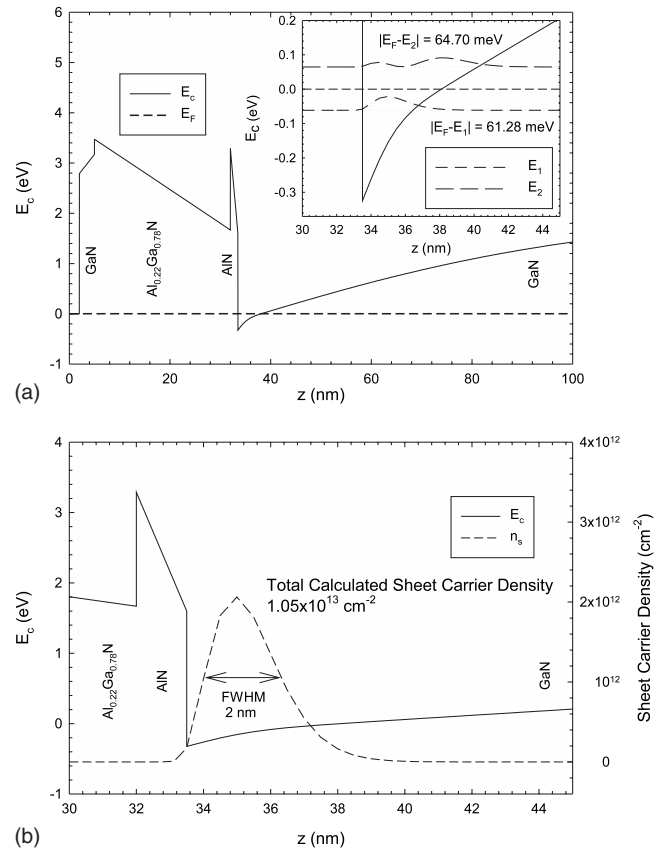 6
5
4
3
2
1
0
-1
E_c (eV)
E_c
E_F
GaN
Al_0.22Ga_0.78N
AlN
GaN
0 20 40 60 80 100
z (nm)
(a)
0.2
0.1
0.0
-0.1
-0.2
-0.3
E_C (eV)
|E_F-E_2| = 64.70 meV
|E_F-E_1| = 61.28 meV
E_1
E_2
30 32 34 36 38 40 42 44
z (nm)
4
3
2
1
0
-1
E_c (eV)
E_c
n_s
Total Calculated Sheet Carrier Density
1.05x10^13 cm^-2
FWHM
2 nm
Al_0.22Ga_0.78N
AlN
GaN
4x10^12
3x10^12
2x10^12
10^12
0
Sheet Carrier Density (cm^-2)
30 32 34 36 38 40 42 44
z (nm)
(b)